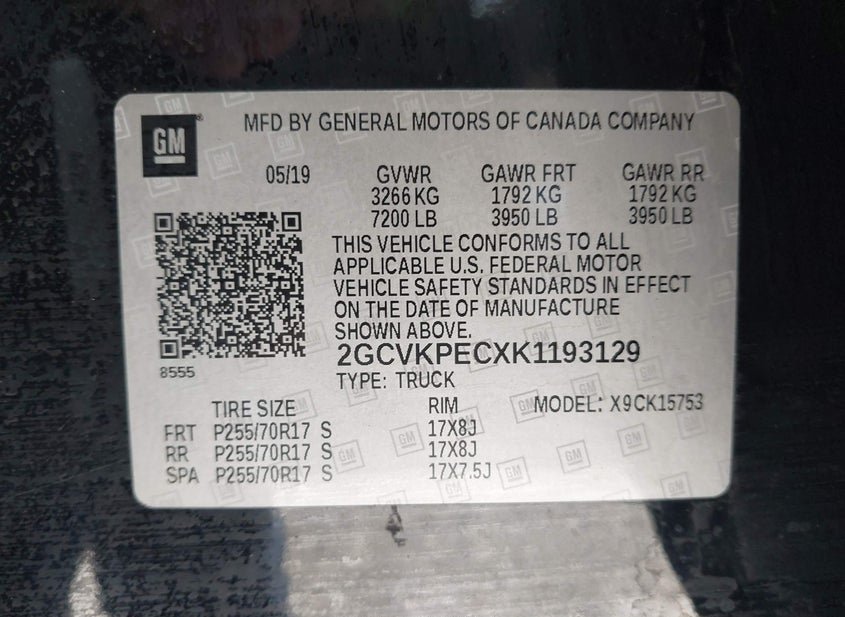 GM
MFD BY GENERAL MOTORS OF CANADA COMPANY
05/19 GVWR GAWR FRT GAWR RR
3266 KG 1792 KG 1792 KG
7200 LB 3950 LB 3950 LB
THIS VEHICLE CONFORMS TO ALL
APPLICABLE U.S. FEDERAL MOTOR
VEHICLE SAFETY STANDARDS IN EFFECT
ON THE DATE OF MANUFACTURE
SHOWN ABOVE.
2GCVKPECXK1193129
8555
TYPE: TRUCK
TIRE SIZE RIM MODEL: X9CK15753
FRT P255/70R17 S 17X8J
RR P255/70R17 S 17X8J
SPA P255/70R17 S 17X7.5J